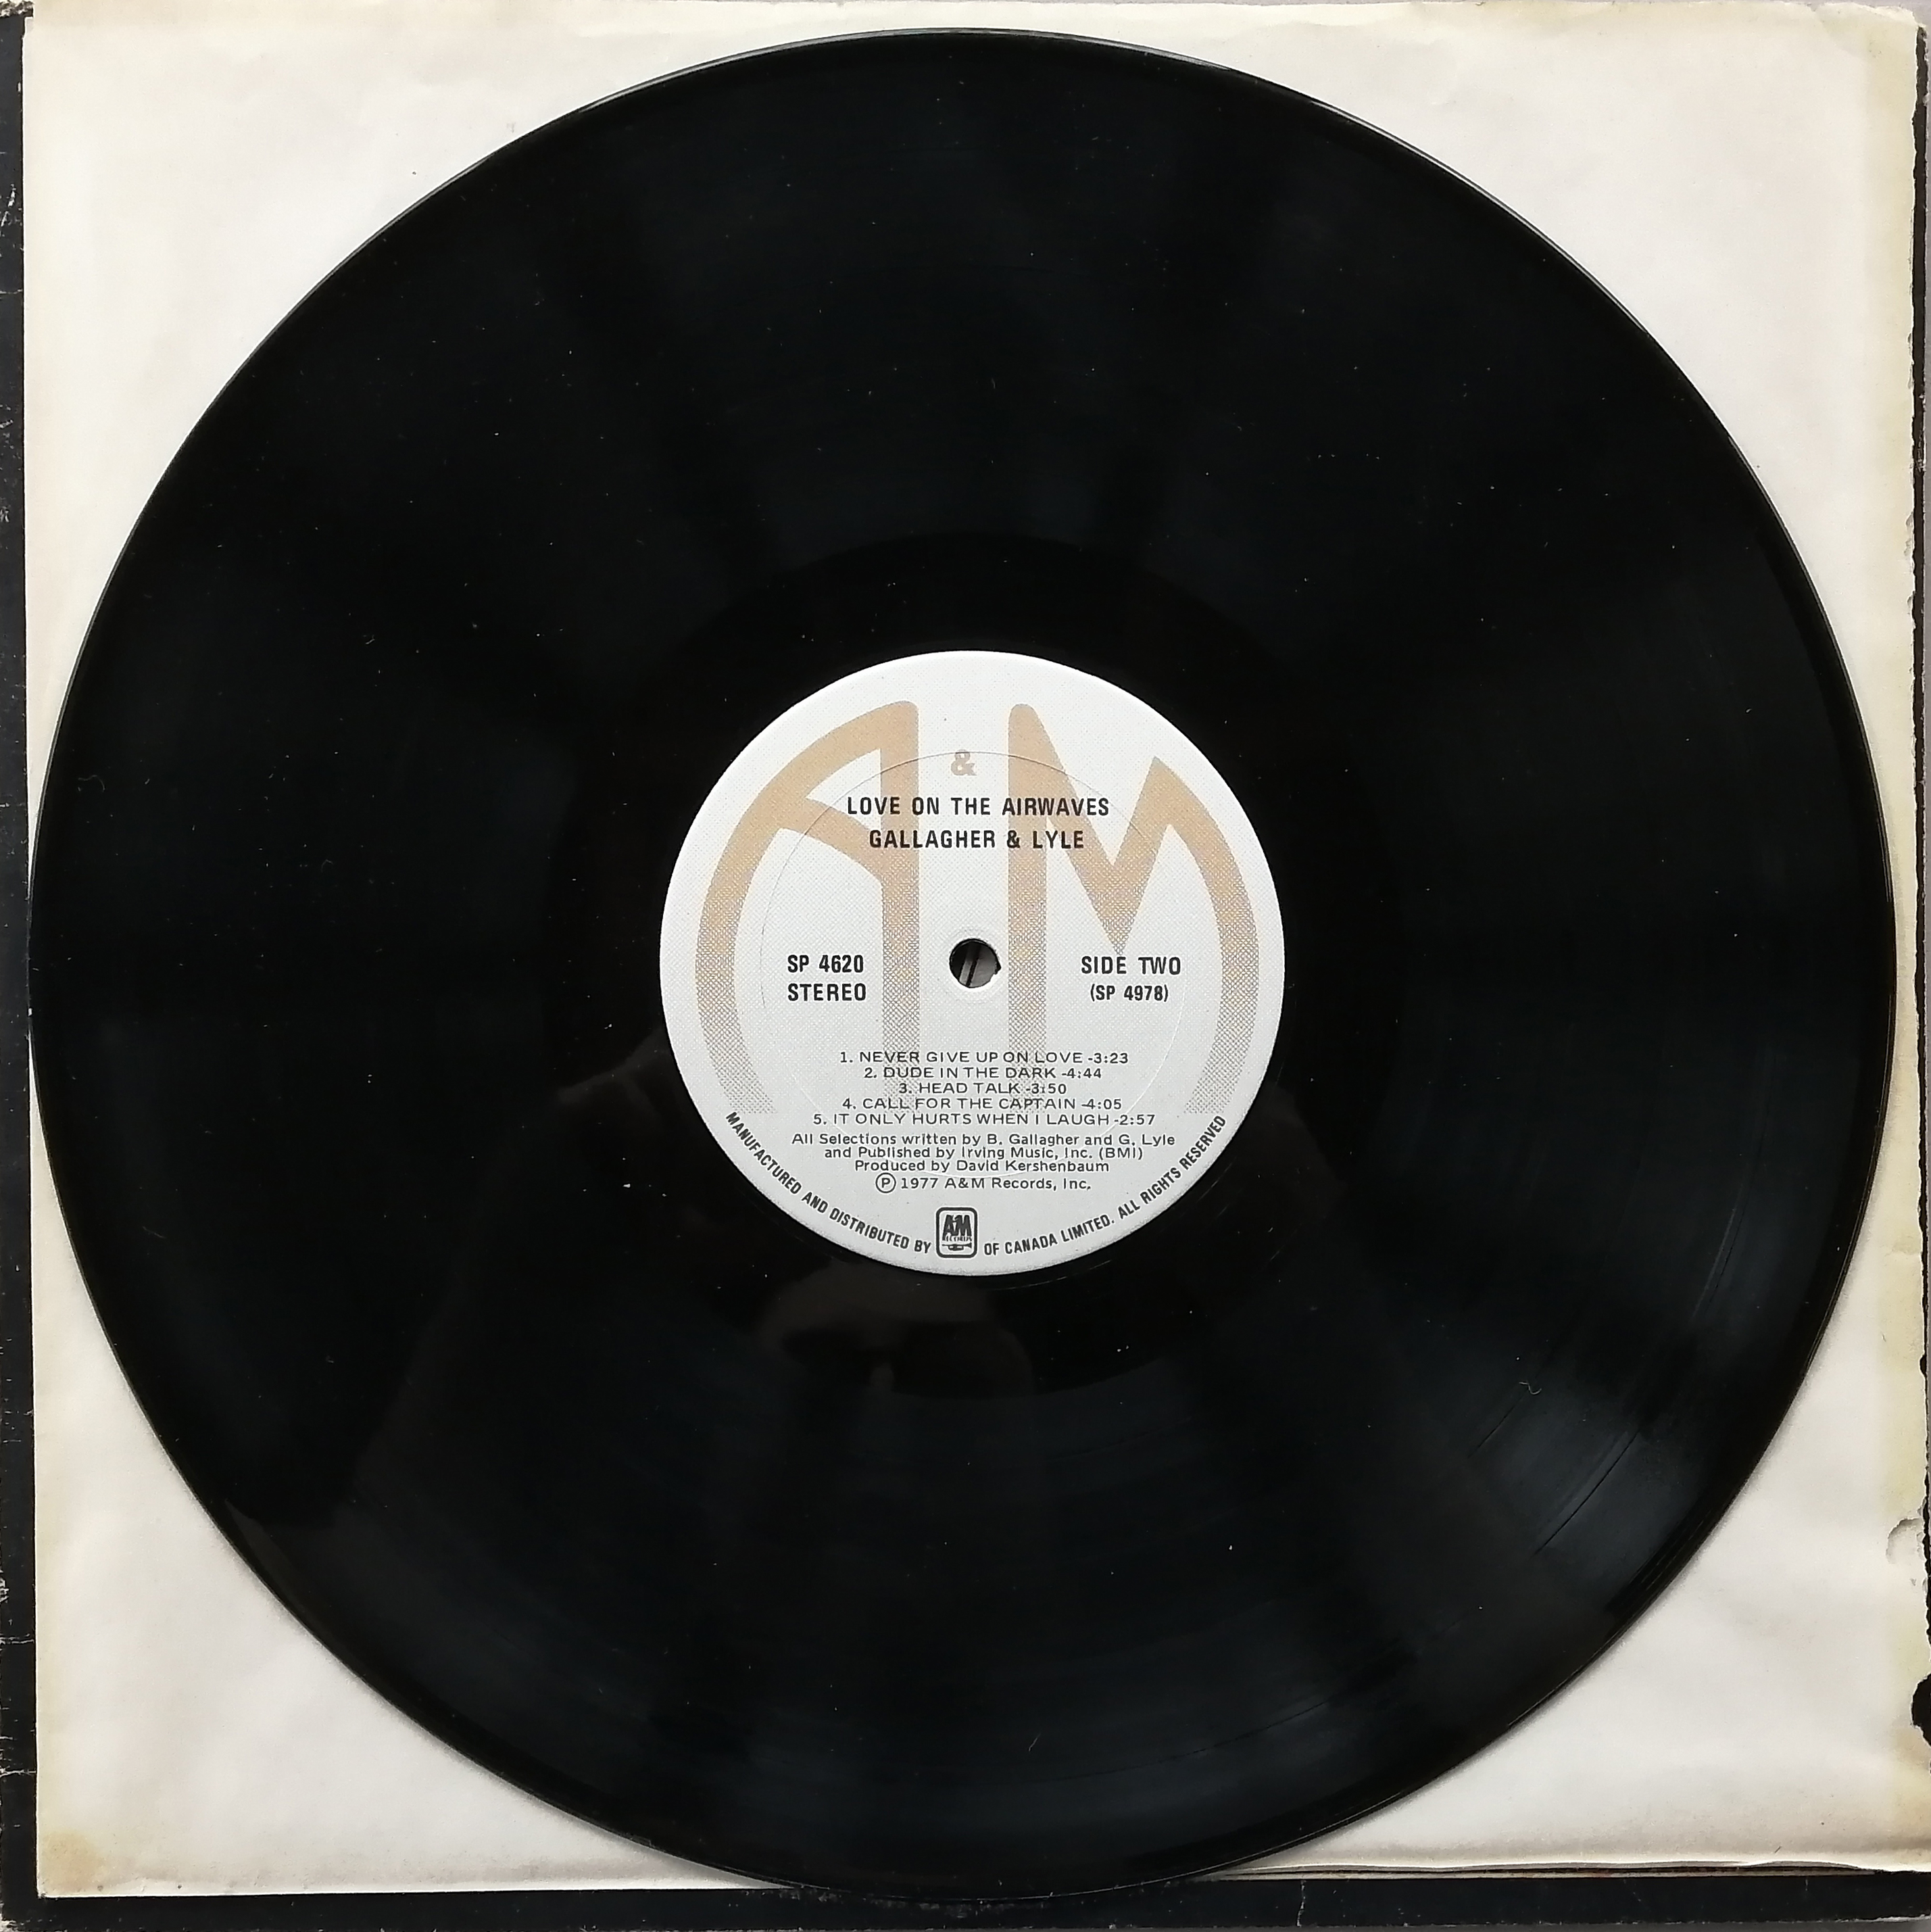 A & M
LOVE ON THE AIRWAVES
GALLAGHER & LYLE
SP 4620
STEREO
SIDE TWO
(SP 4978)
1. NEVER GIVE UP ON LOVE -3:23
2. DUDE IN THE DARK -4:44
3. HEAD TALK -3:50
4. CALL FOR THE CAPTAIN -4:05
5. IT ONLY HURTS WHEN I LAUGH -2:57
All Selections written by B. Gallagher and G. Lyle
and Published by Irving Music, Inc. (BMI)
Produced by David Kershenbaum
Ⓟ 1977 A&M Records, Inc.
MANUFACTURED AND DISTRIBUTED BY A&M RECORDS OF CANADA LIMITED. ALL RIGHTS RESERVED